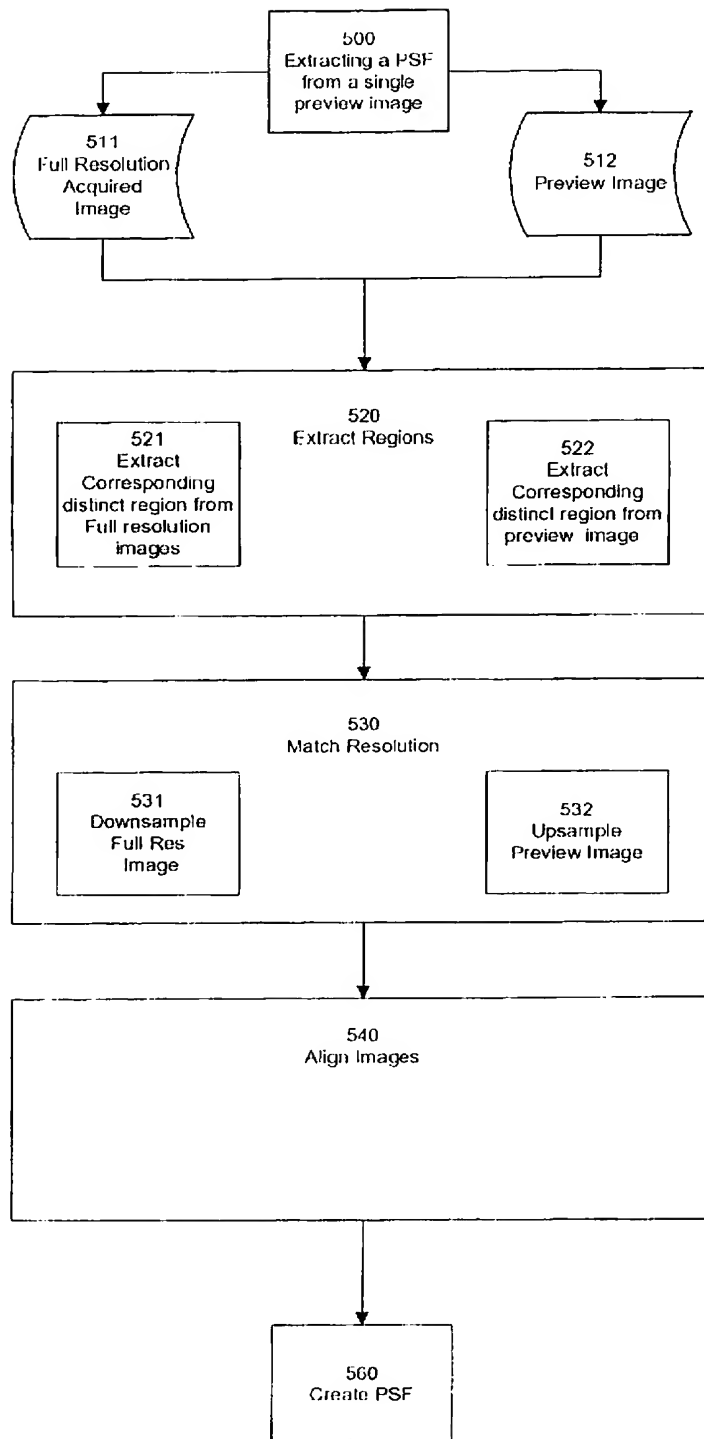 500
Extracting a PSF
from a single
preview image
511
Full Resolution
Acquired
Image
512
Preview Image
520
Extract Regions
521
Extract
Corresponding
distinct region from
Full resolution
images
522
Extract
Corresponding
distinct region from
preview image
530
Match Resolution
531
Downsample
Full Res
Image
532
Upsample
Preview Image
540
Align Images
560
Create PSF